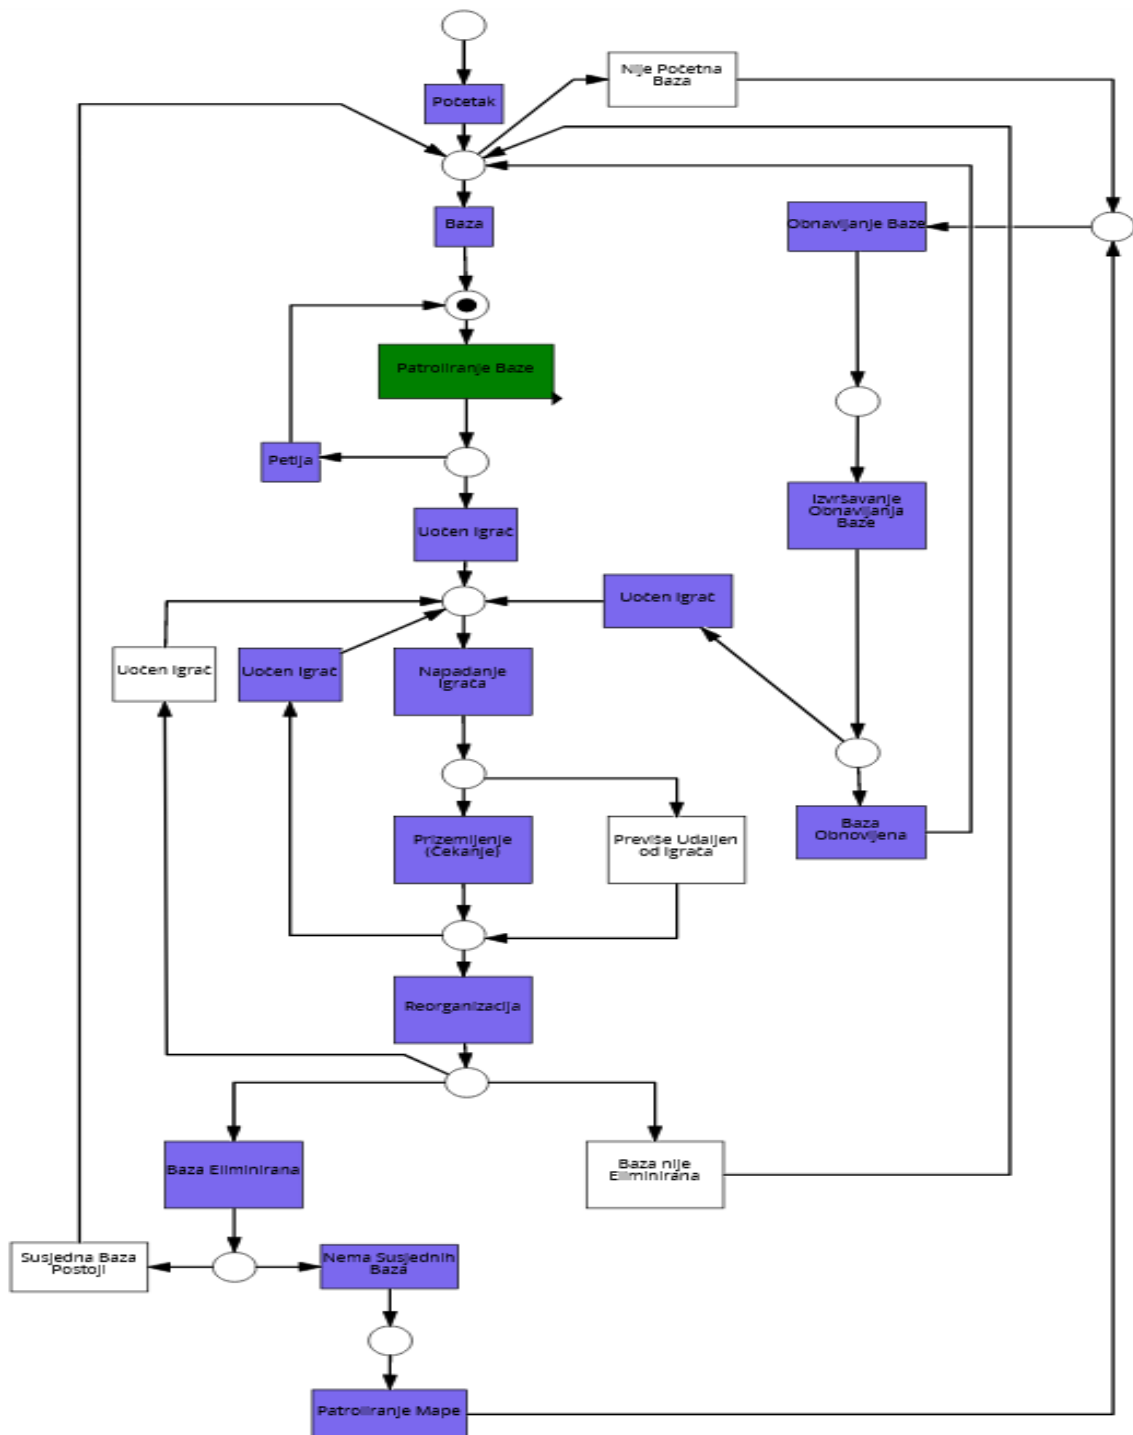 Nije Početna
Baza
Početak
Baza
Obnavljanje Baze
Patroliranje Baze
Petlja
Izvršavanje
Obnavljanja
Baze
Uočen Igrač
Uočen Igrač
Uočen Igrač
Uočen Igrač
Napadanje
Igrača
Prizemljenje
(Čekanje)
Previše Udaljen
od Igrača
Baza
Obnovljena
Reorganizacija
Baza Eliminirana
Baza nije
Eliminirana
Susjedna Baza
Postoji
Nema Susjednih
Baza
Patroliranje Mape